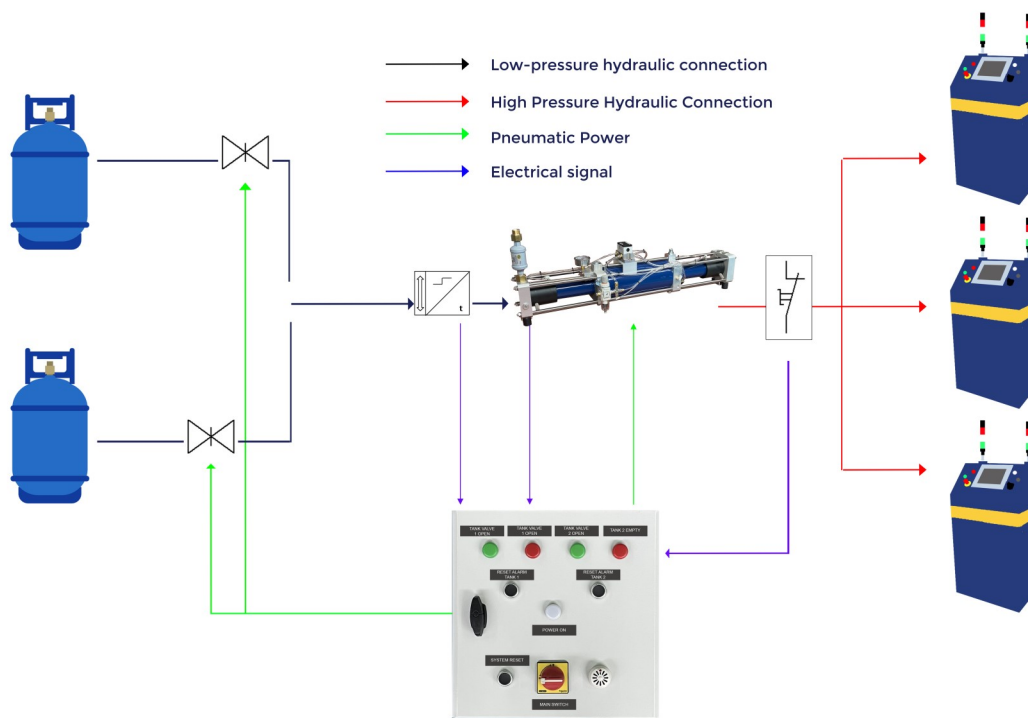 Low-pressure hydraulic connection
High Pressure Hydraulic Connection
Pneumatic Power
Electrical signal
t
TANK VALVE
1 OPEN
TANK VALVE
1 OPEN
TANK VALVE
2 OPEN
TANK 2 EMPTY
RESET ALARM
TANK 1
RESET ALARM
TANK 2
POWER ON
SYSTEM RESET
MAIN SWITCH